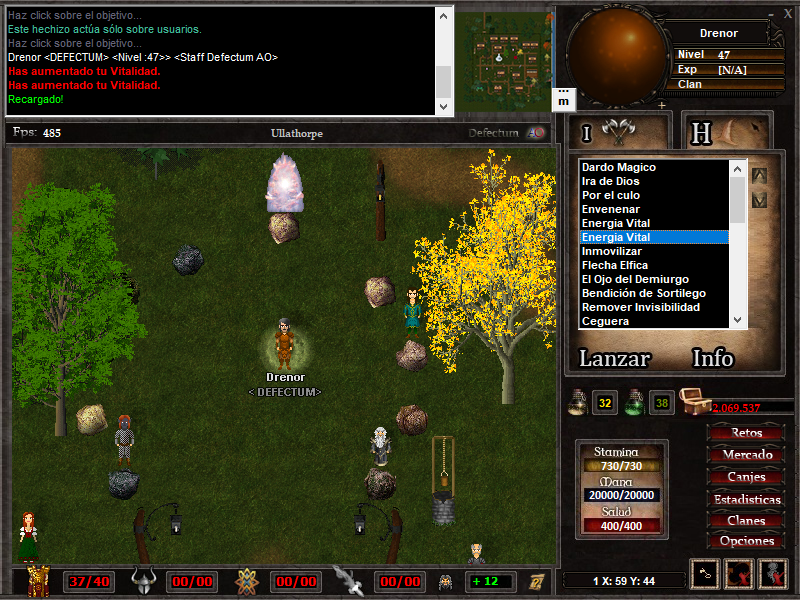 Haz click sobre el objetivo...
Este hechizo actúa sólo sobre usuarios.
Haz click sobre el objetivo...
Drenor <DEFECTUM> <Nivel :47>> <Staff Defectum AO>
Has aumentado tu Vitalidad.
Has aumentado tu Vitalidad.
Recargado!
m
X
Drenor
Nivel 47
Exp [N/A]
Clan
Fps: 485
Ullathorpe
Defectum
I
H
Dardo Magico
Ira de Dios
Por el culo
Envenenar
Energia Vital
Energia Vital
Inmovilizar
Flecha Elfica
El Ojo del Demiurgo
Bendición de Sortilego
Remover Invisibilidad
Ceguera
Lanzar Info
Drenor
<DEFECTUM>
32
38
2.069.537
Stamina
730/730
Mana
20000/20000
Salud
400/400
Retos
Mercado
Canjes
Estadisticas
Clanes
Opciones
37/40
00/00
00/00
00/00
+ 12
1 X: 59 Y: 44